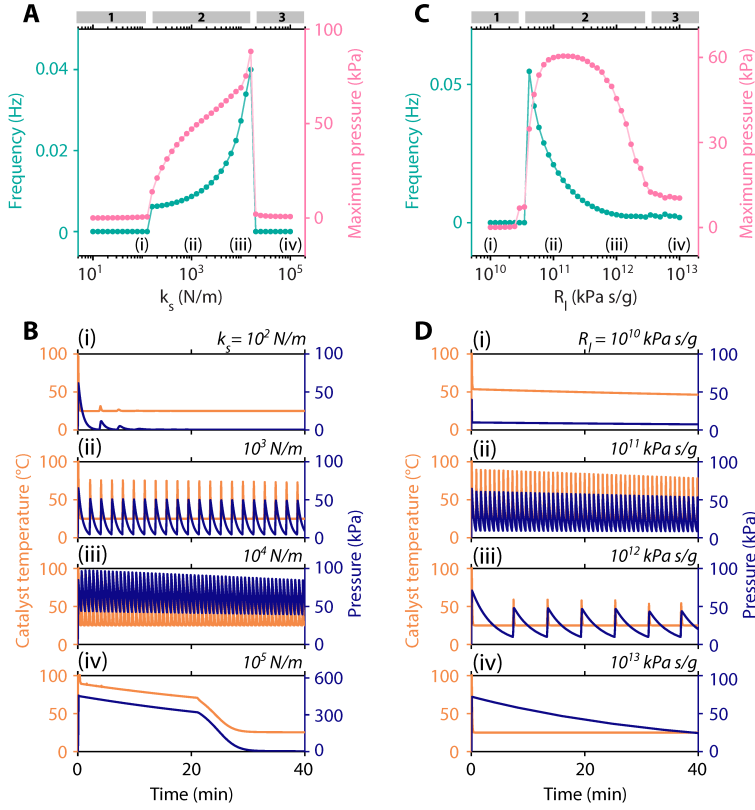 A
1 2 3
Frequency (Hz)
0.04
0.02
0
Maximum pressure (kPa)
100
50
0
(i) (ii) (iii) (iv)
10¹ 10³ 10⁵
kₛ (N/m)
C
1 2 3
Frequency (Hz)
0.05
0
Maximum pressure (kPa)
60
30
0
(i) (ii) (iii) (iv)
10¹⁰ 10¹¹ 10¹² 10¹³
Rₗ (kPa s/g)
B
Catalyst temperature (°C)
Pressure (kPa)
(i) kₛ = 10² N/m
100 100
50 50
0 0
(ii) 10³ N/m
100 100
50 50
0 0
(iii) 10⁴ N/m
100 100
50 50
0 0
(iv) 10⁵ N/m
100 600
50 300
0 0
0 20 40
Time (min)
D
Catalyst temperature (°C)
Pressure (kPa)
(i) Rₗ = 10¹⁰ kPa s/g
100 100
50 50
0 0
(ii) 10¹¹ kPa s/g
100 100
50 50
0 0
(iii) 10¹² kPa s/g
100 100
50 50
0 0
(iv) 10¹³ kPa s/g
100 100
50 50
0 0
0 20 40
Time (min)